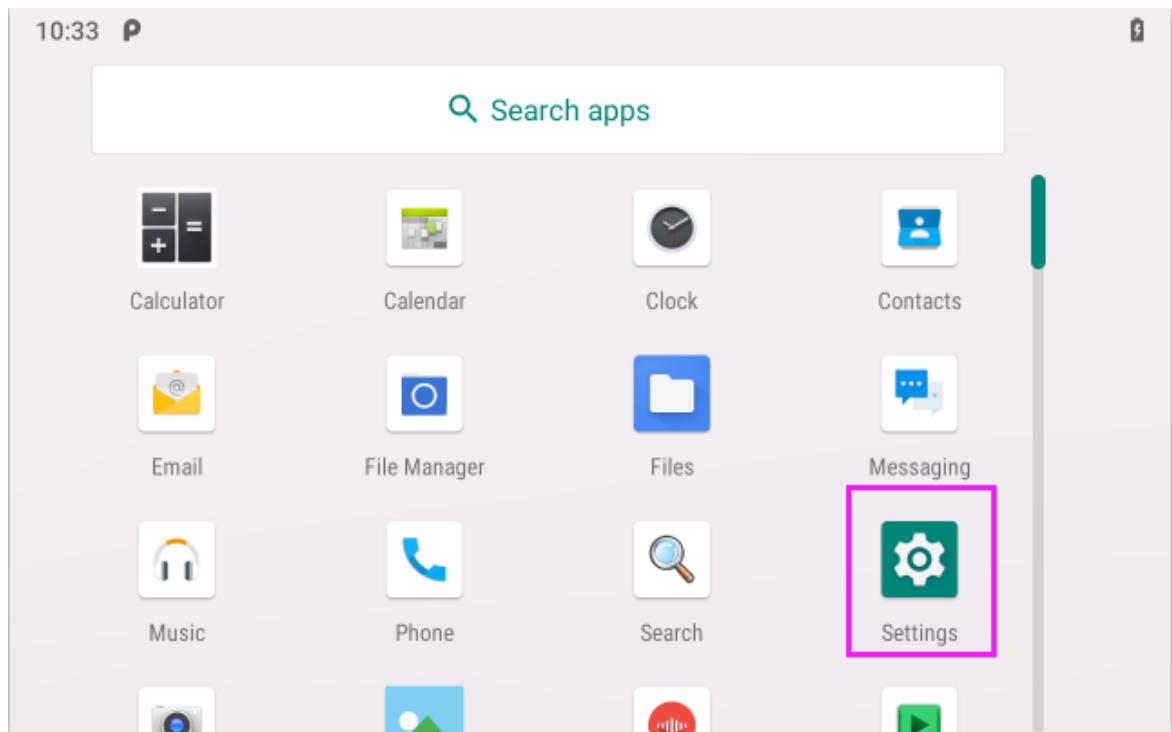 10:33
Search apps
Calculator Calendar Clock Contacts
Email File Manager Files Messaging
Music Phone Search Settings